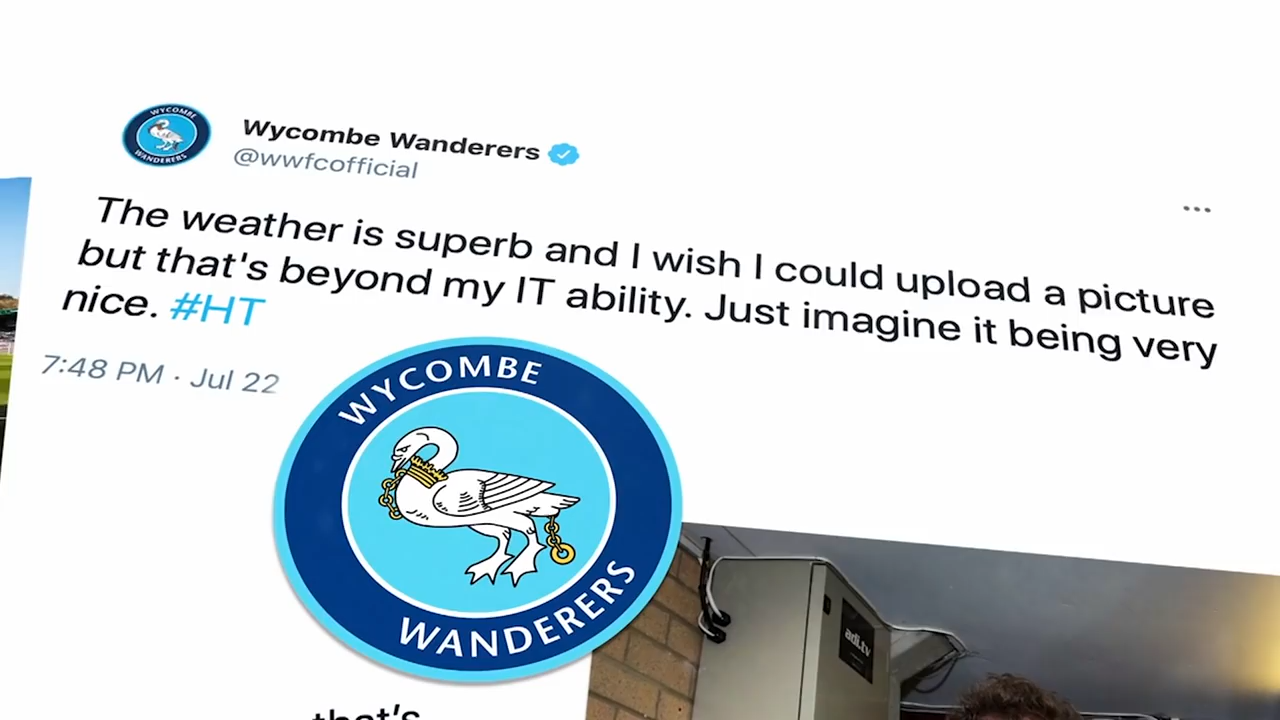 WYCOMBE
WANDERERS
Wycombe Wanderers
@wwfcofficial
...
The weather is superb and I wish I could upload a picture
but that's beyond my IT ability. Just imagine it being very
nice. #HT
7:48 PM · Jul 22
WYCOMBE
WANDERERS
adi.tv
that's